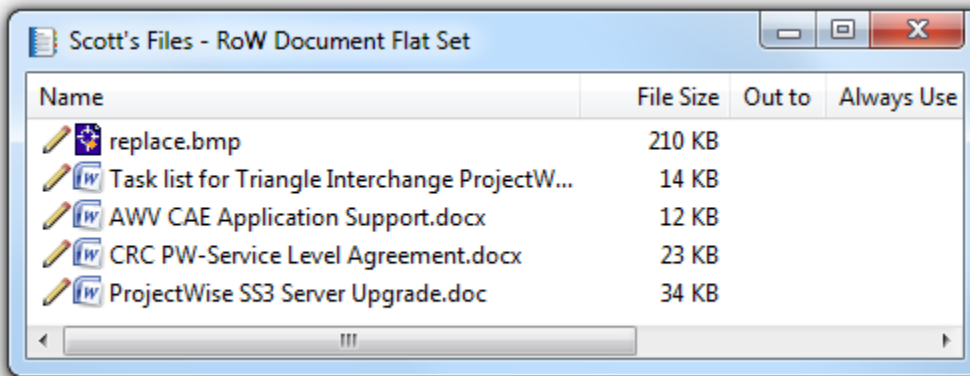 Scott's Files - RoW Document Flat Set
Name File Size Out to Always Use
replace.bmp 210 KB
Task list for Triangle Interchange ProjectW... 14 KB
AWV CAE Application Support.docx 12 KB
CRC PW-Service Level Agreement.docx 23 KB
ProjectWise SS3 Server Upgrade.doc 34 KB